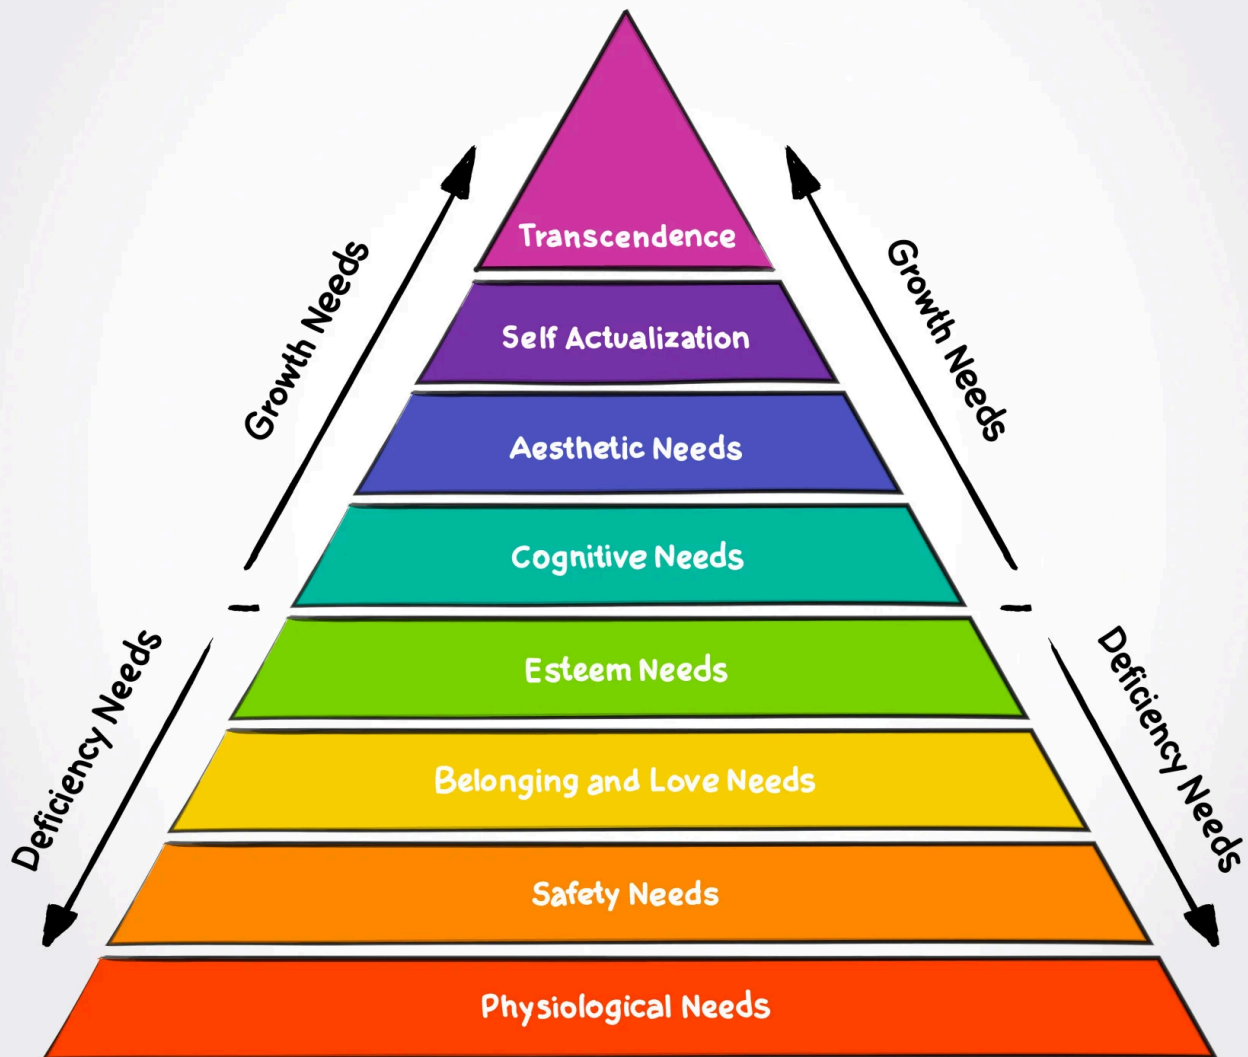 Transcendence
Growth Needs
Growth Needs
Self Actualization
Aesthetic Needs
Cognitive Needs
Esteem Needs
Deficiency Needs
Deficiency Needs
Belonging and Love Needs
Safety Needs
Physiological Needs